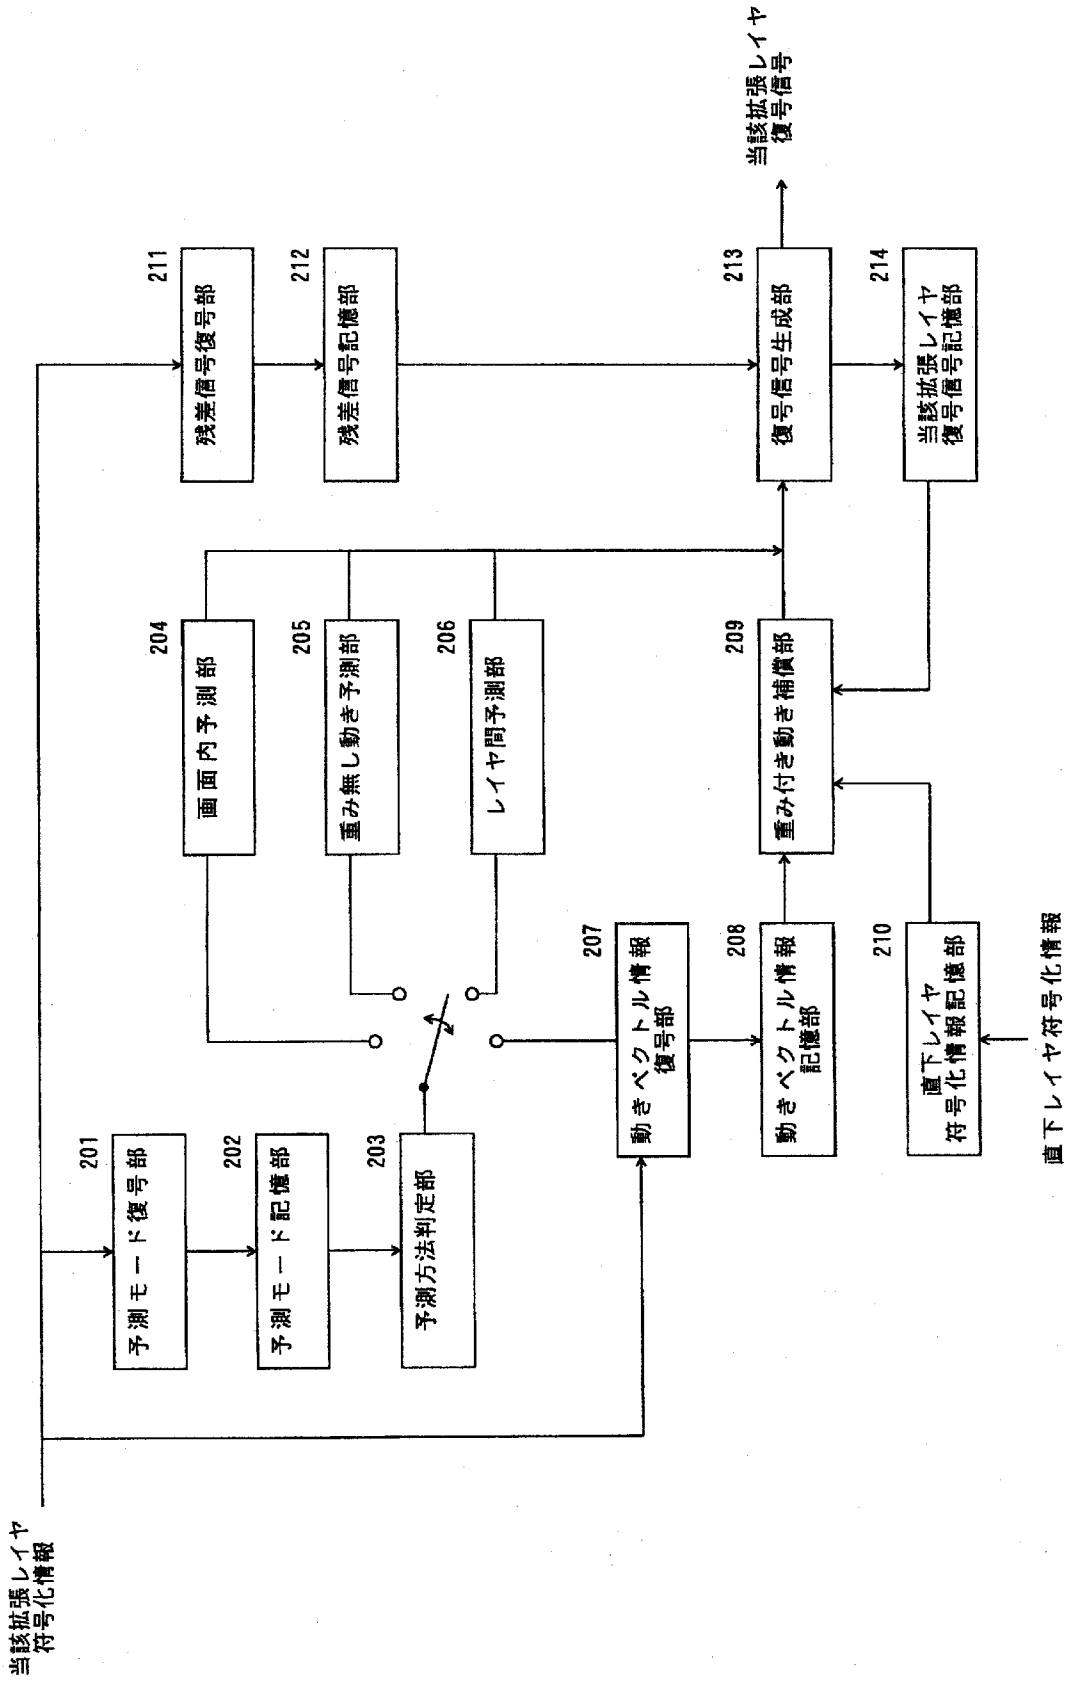 当該拡張レイヤ
符号化情報
201
予測モード復号部
202
予測モード記憶部
203
予測方法判定部
204
画面内予測部
205
重み無し動き予測部
206
レイヤ間予測部
207
動きベクトル情報
復号部
208
動きベクトル情報
記憶部
209
重み付き動き補償部
210
直下レイヤ
符号化情報記憶部
直下レイヤ符号化情報
211
残差信号復号部
212
残差信号記憶部
213
復号信号生成部
214
当該拡張レイヤ
復号信号記憶部
当該拡張レイヤ
復号信号